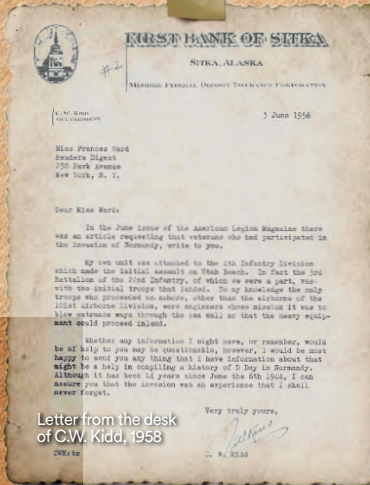 FIRST BANK OF SITKA
SITKA, ALASKA
#2
MEMBER FEDERAL DEPOSIT INSURANCE CORPORATION
C. W. KIDD
VICE PRESIDENT
3 June 1958
Miss Frances Ward
Readers Digest
230 Park Avenue
New York, N. Y.
Dear Miss Ward:
In the June issue of the American Legion Magazine there
was an article requesting that veterans who had participated in
the invasion of Normandy, write to you.
My own unit was attached to the 4th Infantry Division
which made the initial assault on Utah Beach. In fact the 3rd
Battalion of the 22nd Infantry, of which we were a part, was
with the initial troops that landed. To my knowledge the only
troops who proceeded us ashore, other than the airborne of the
101st Airborne Division, were engineers whose mission it was to
blow entrance ways through the sea wall so that the heavy equip-
ment could proceed inland.
Whether any information I might have, or remember, would
be of help to you may be questionable, however, I would be most
happy to send you any thing that I have information about that
might be a help in compiling a history of D Day in Normandy.
Although it has been 14 years since June the 6th 1944, I can
assure you that the invasion was an experience that I shall
never forget.
Very truly yours,
C. W. Kidd
CWK:to
Letter from the desk
of C.W. Kidd, 1958